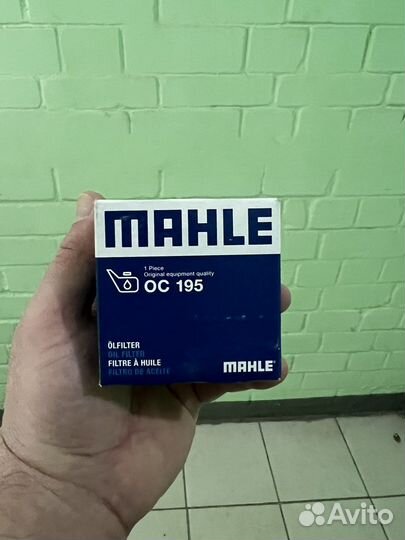 MAHLE
1 Piece
Original equipment quality
OC 195
ÖLFILTER
OIL FILTER
FILTRE À HUILE
FILTRO DE ACEITE
MAHLE
Avito